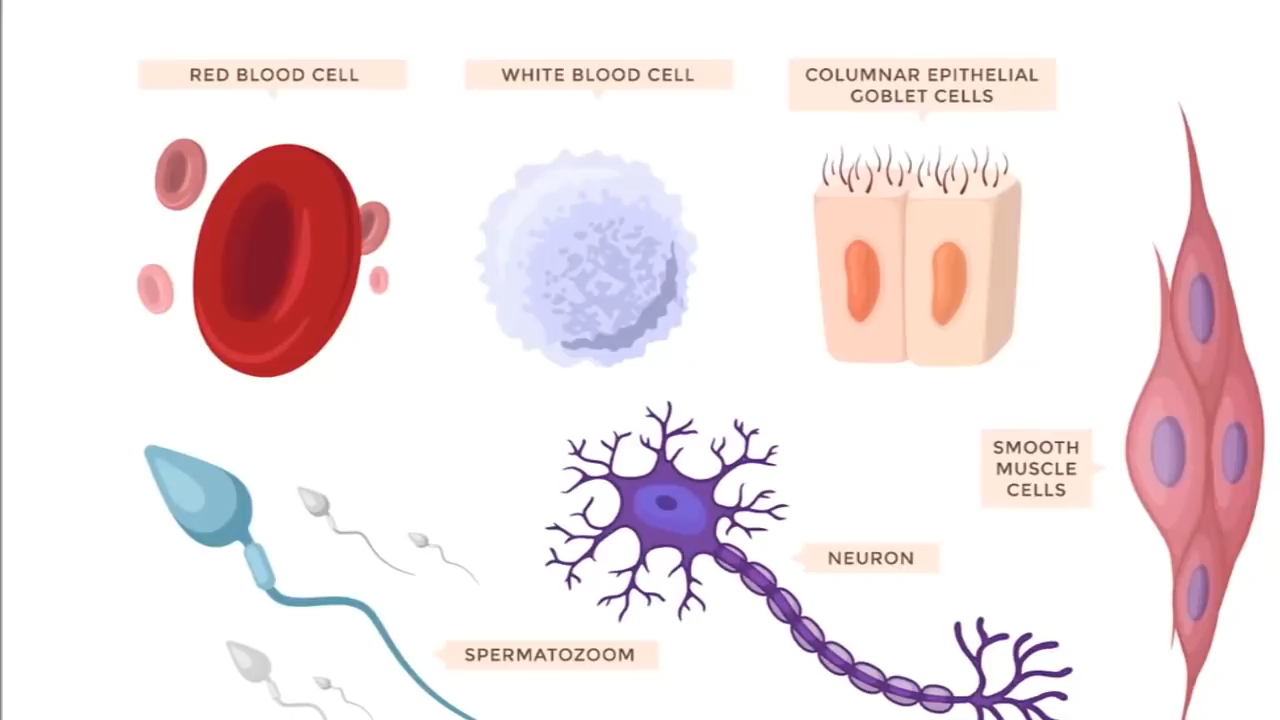 RED BLOOD CELL
WHITE BLOOD CELL
COLUMNAR EPITHELIAL
GOBLET CELLS
SMOOTH
MUSCLE
CELLS
NEURON
SPERMATOZOOM